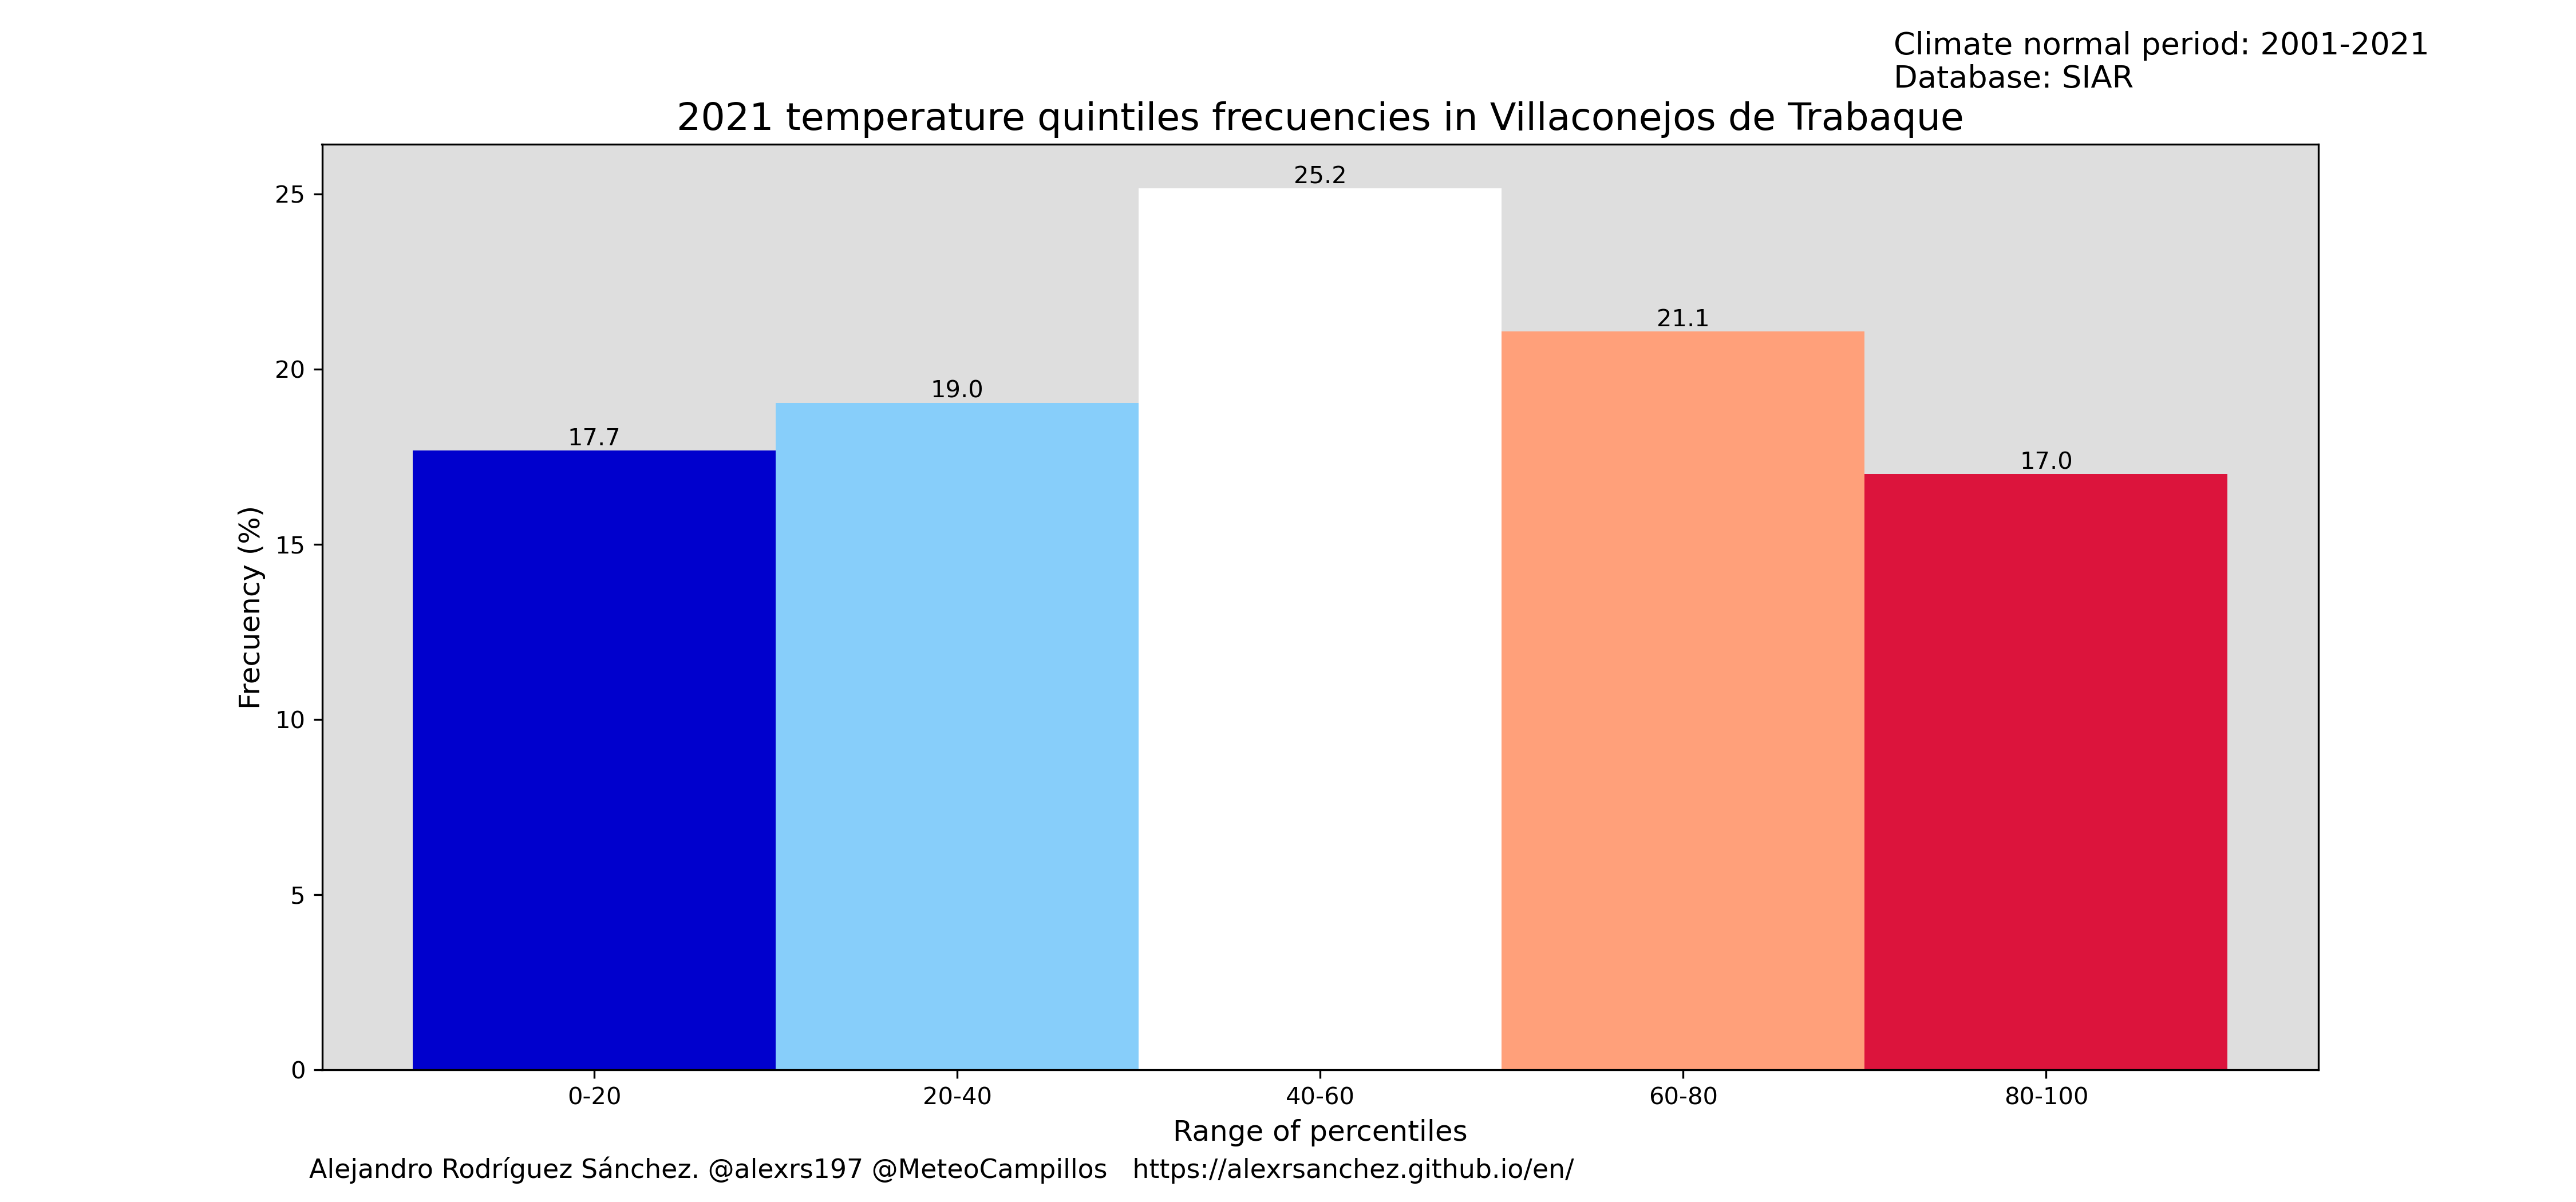 Climate normal period: 2001-2021
Database: SIAR
2021 temperature quintiles frecuencies in Villaconejos de Trabaque
25.2
25
21.1
20
19.0
17.7
17.0
Frecuency (%)
15
10
5
0
0-20 20-40 40-60 60-80 80-100
Range of percentiles
Alejandro Rodríguez Sánchez. @alexrs197 @MeteoCampillos https://alexrsanchez.github.io/en/